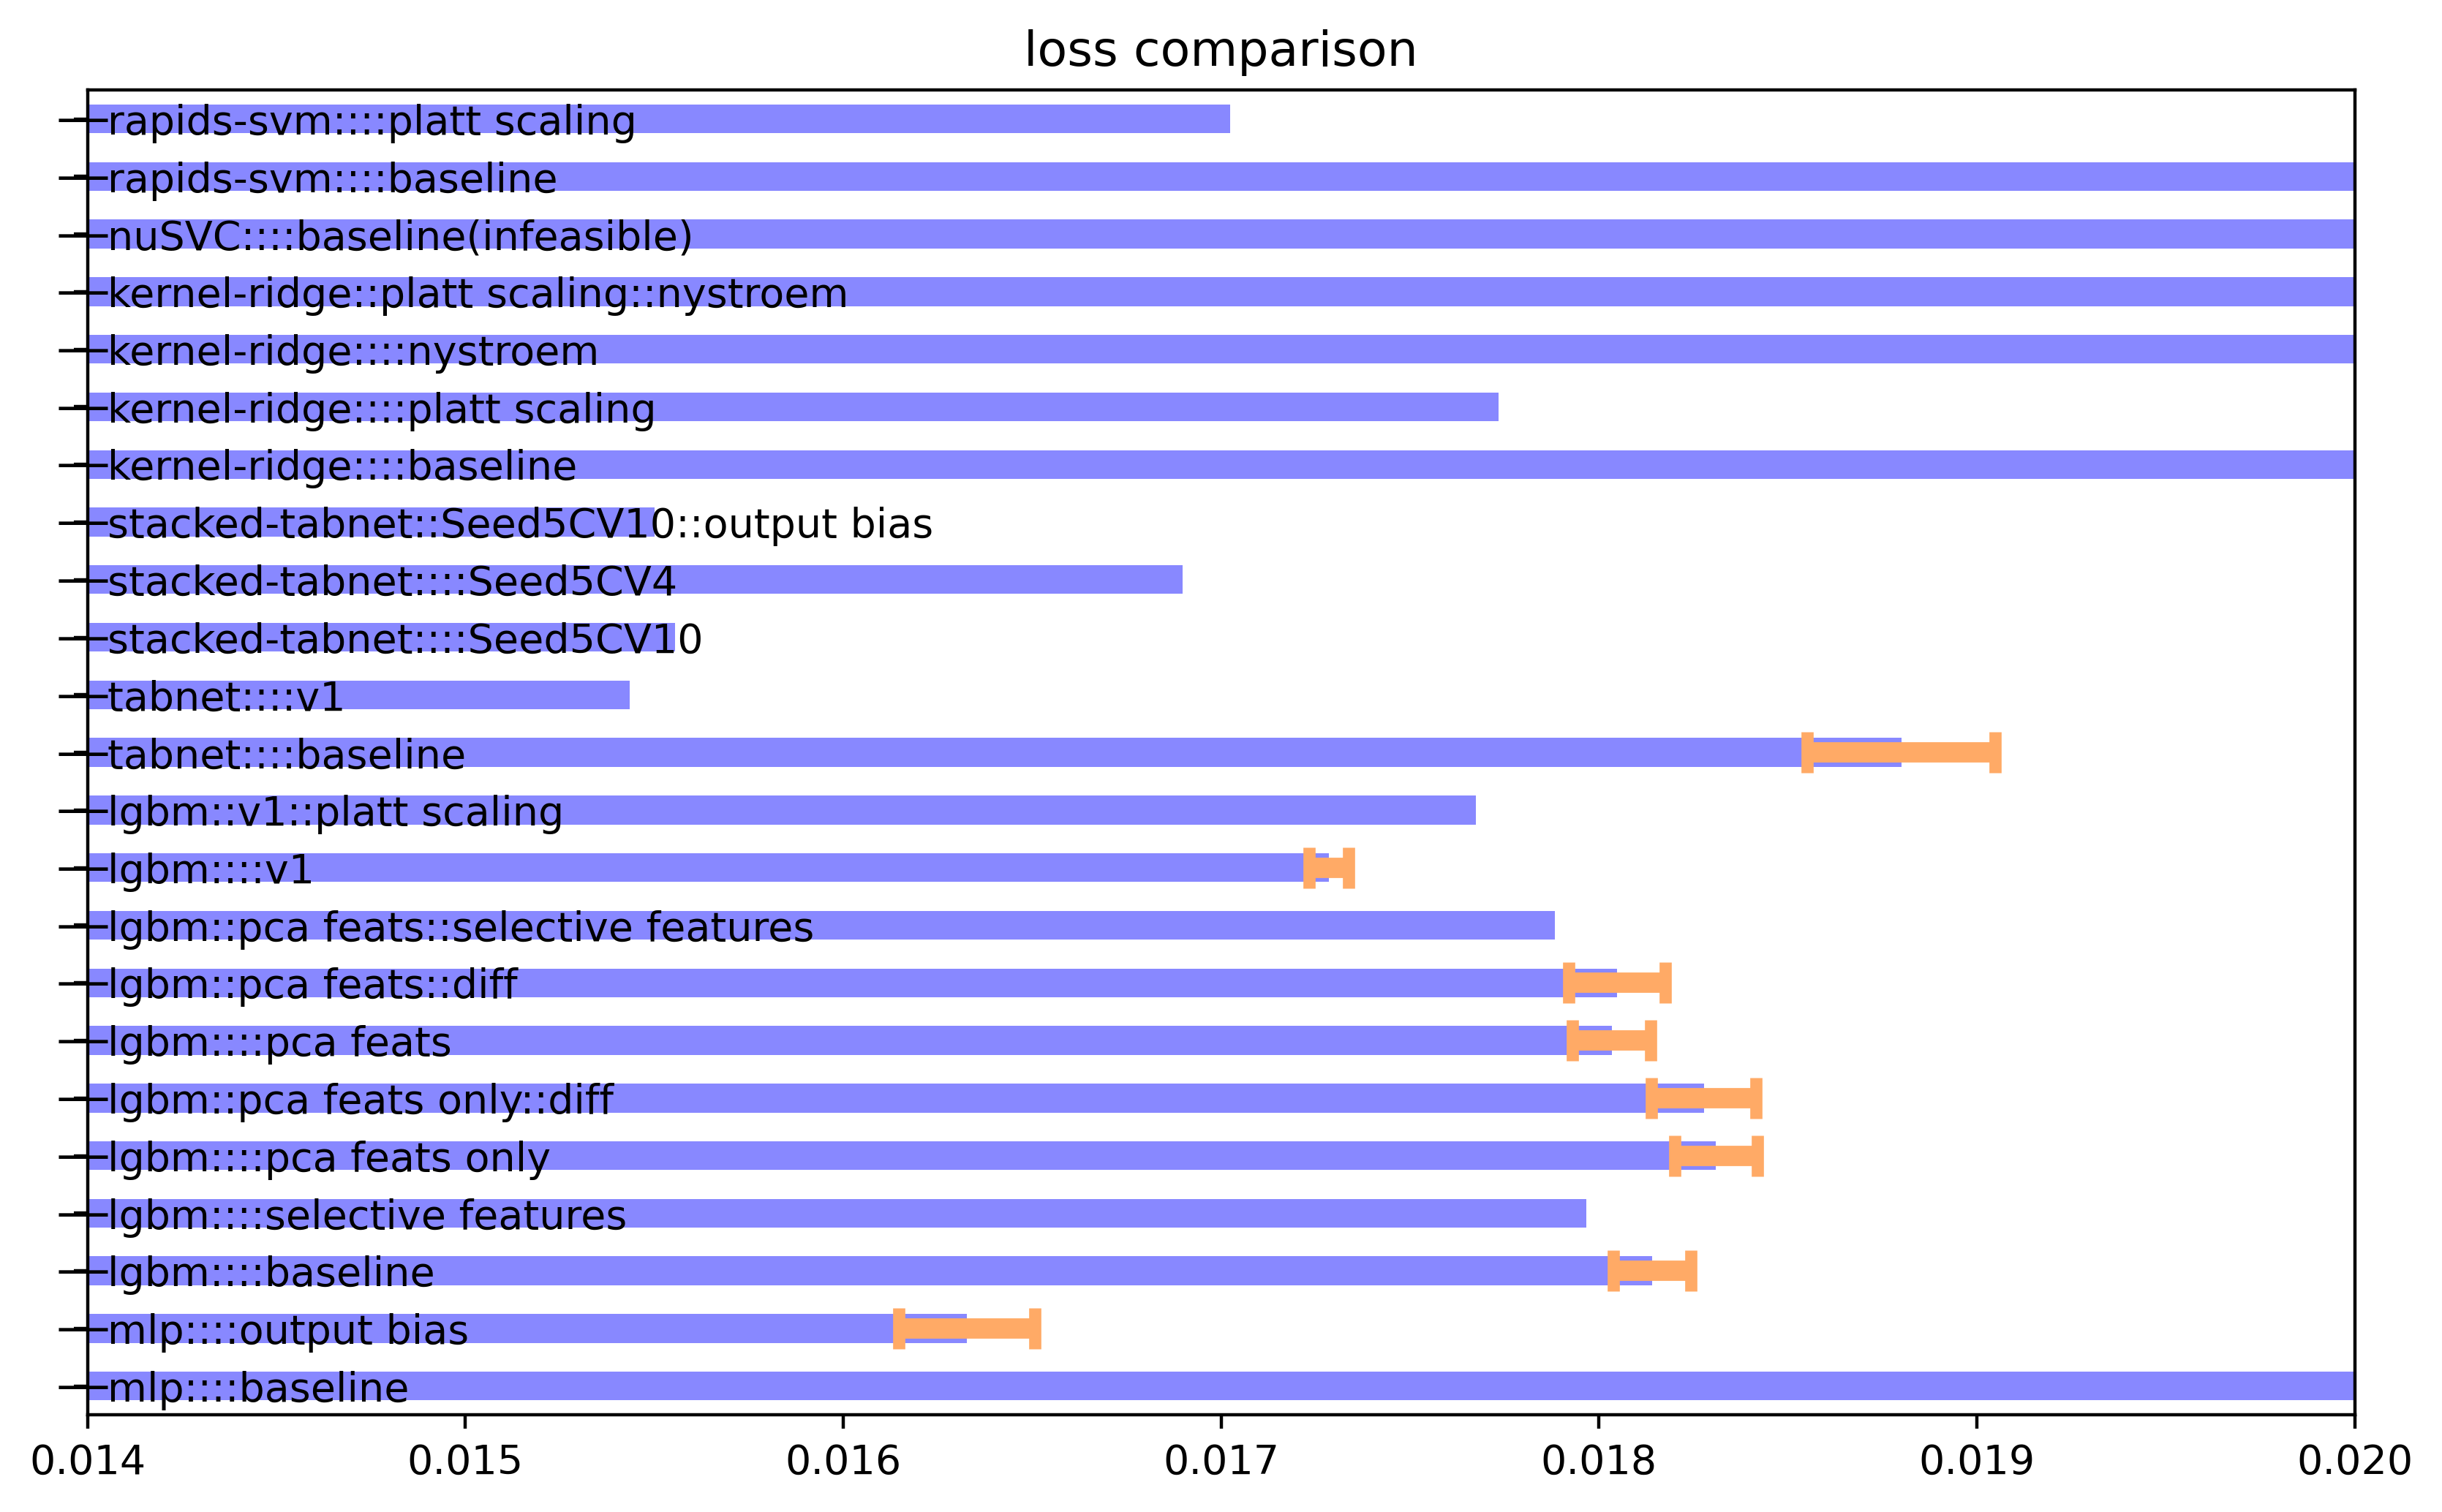 loss comparison
rapids-svm::::platt scaling
rapids-svm::::baseline
nuSVC::::baseline(infeasible)
kernel-ridge::platt scaling::nystroem
kernel-ridge::::nystroem
kernel-ridge::::platt scaling
kernel-ridge::::baseline
stacked-tabnet::Seed5CV10::output bias
stacked-tabnet::::Seed5CV4
stacked-tabnet::::Seed5CV10
tabnet::::v1
tabnet::::baseline
lgbm::v1::platt scaling
lgbm::::v1
lgbm::pca feats::selective features
lgbm::pca feats::diff
lgbm::::pca feats
lgbm::pca feats only::diff
lgbm::::pca feats only
lgbm::::selective features
lgbm::::baseline
mlp::::output bias
mlp::::baseline
0.014 0.015 0.016 0.017 0.018 0.019 0.020